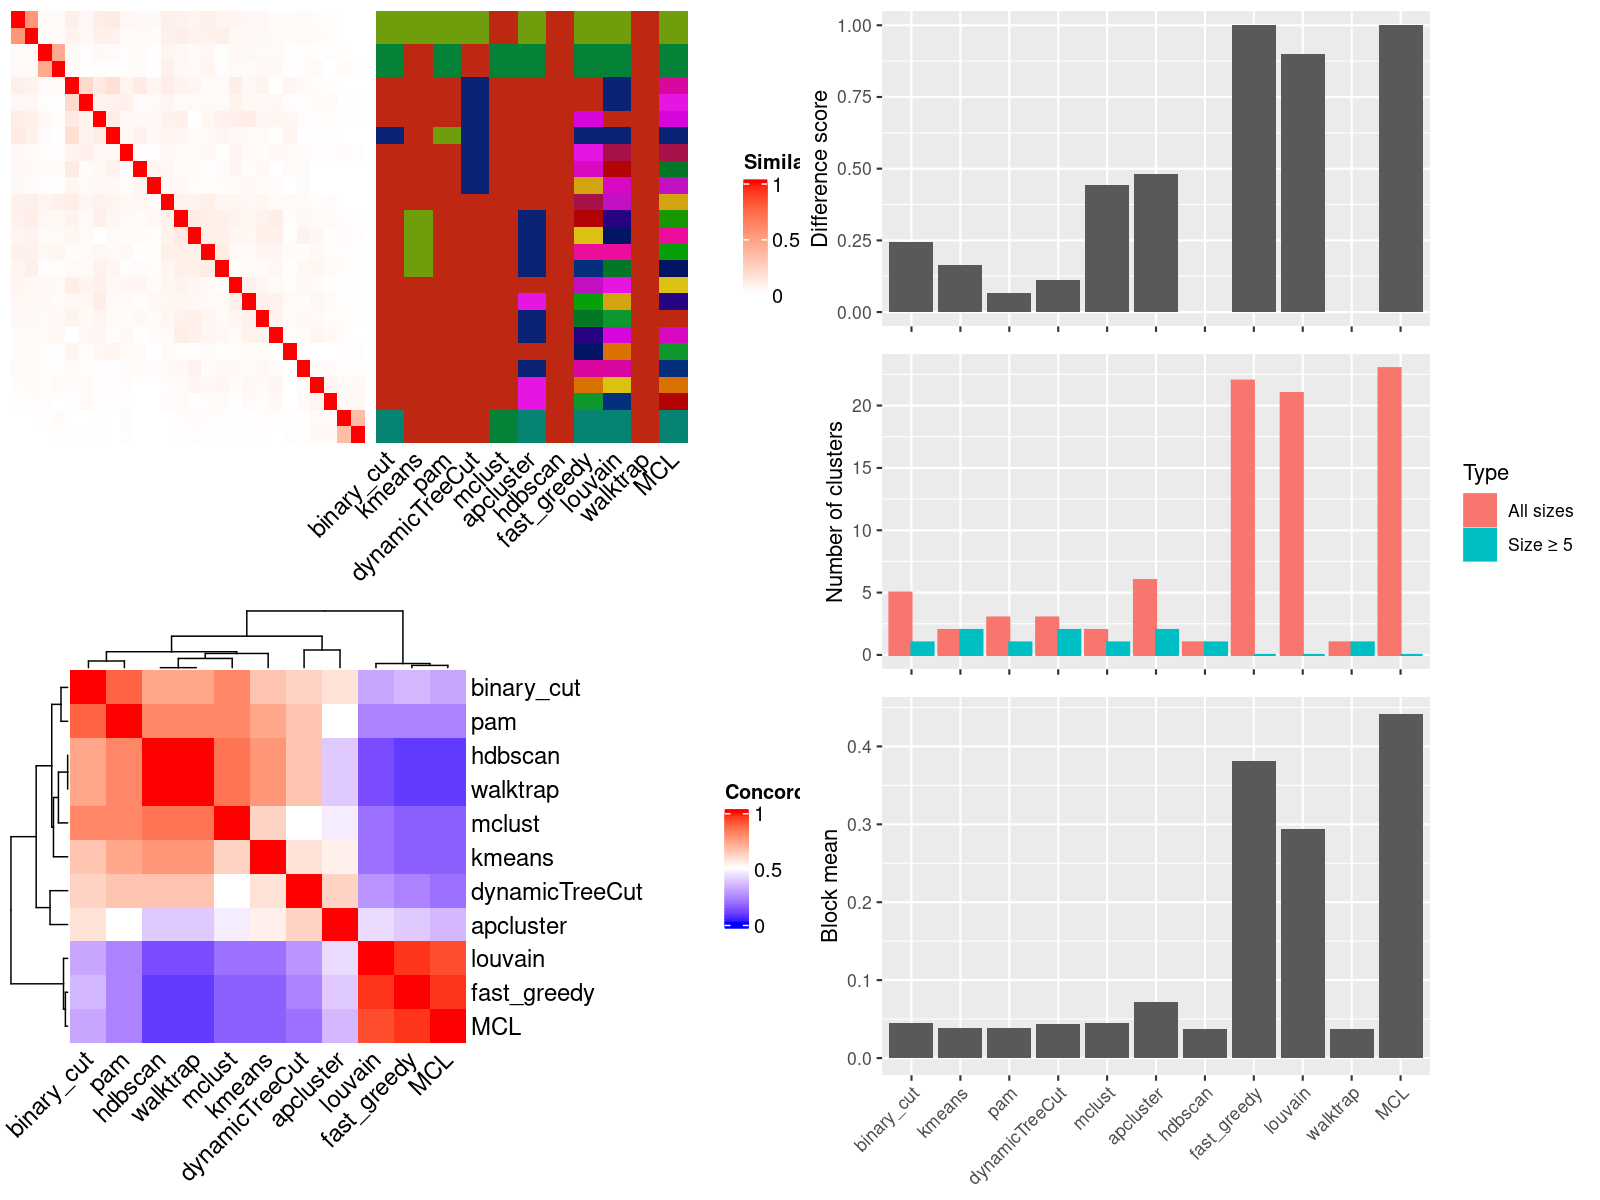 binary_cut
kmeans
pam
dynamicTreeCut
mclust
apcluster
hdbscan
fast_greedy
louvain
walktrap
MCL
Simila
1
0.5
0
binary_cut
pam
hdbscan
walktrap
mclust
kmeans
dynamicTreeCut
apcluster
louvain
fast_greedy
MCL
binary_cut
pam
hdbscan
walktrap
mclust
kmeans
dynamicTreeCut
apcluster
louvain
fast_greedy
MCL
Concord
1
0.5
0
Difference score
1.00
0.75
0.50
0.25
0.00
Number of clusters
20
15
10
5
0
Type
All sizes
Size ≥ 5
Block mean
0.4
0.3
0.2
0.1
0.0
binary_cut
kmeans
pam
dynamicTreeCut
mclust
apcluster
hdbscan
fast_greedy
louvain
walktrap
MCL